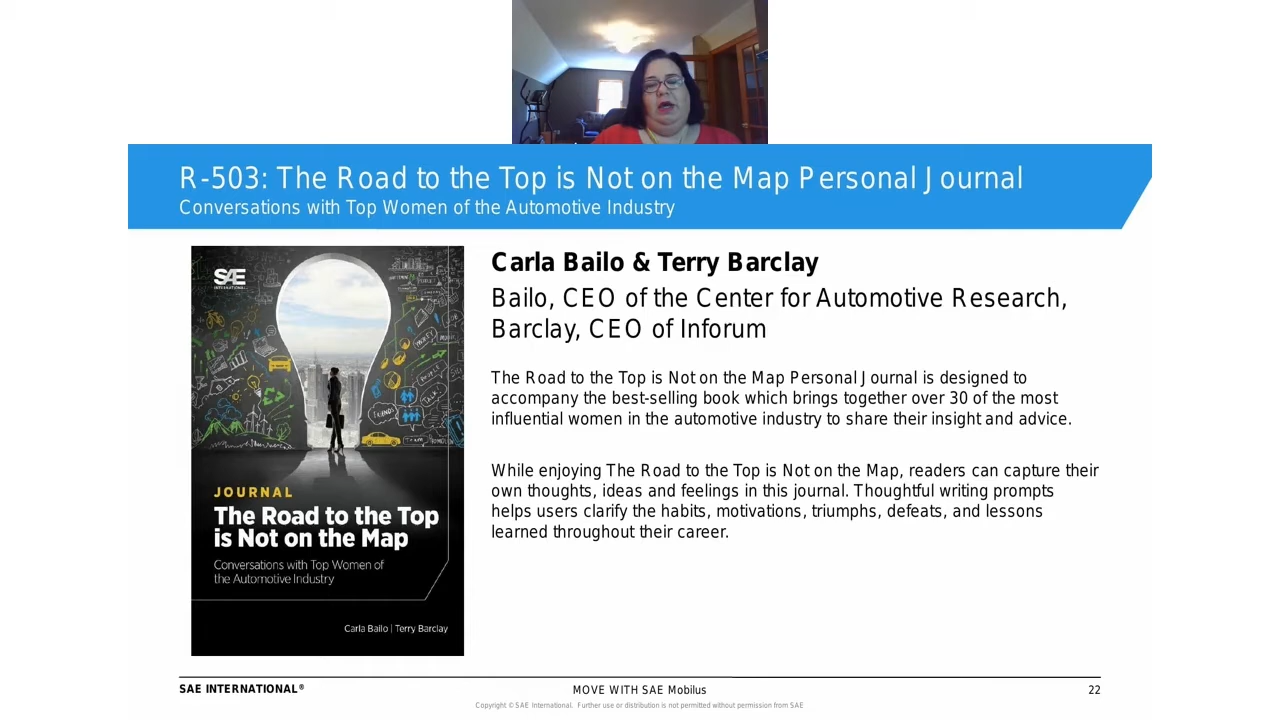 R-503: The Road to the Top is Not on the Map Personal Journal
Conversations with Top Women of the Automotive Industry
SAE
INTERNATIONAL
JOURNAL
The Road to the Top
is Not on the Map
Conversations with Top Women of
the Automotive Industry
Carla Bailo | Terry Barclay
Carla Bailo & Terry Barclay
Bailo, CEO of the Center for Automotive Research,
Barclay, CEO of Inforum
The Road to the Top is Not on the Map Personal Journal is designed to
accompany the best-selling book which brings together over 30 of the most
influential women in the automotive industry to share their insight and advice.
While enjoying The Road to the Top is Not on the Map, readers can capture their
own thoughts, ideas and feelings in this journal. Thoughtful writing prompts
helps users clarify the habits, motivations, triumphs, defeats, and lessons
learned throughout their career.
SAE INTERNATIONAL®
MOVE WITH SAE Mobilus
22
Copyright © SAE International. Further use or distribution is not permitted without permission from SAE